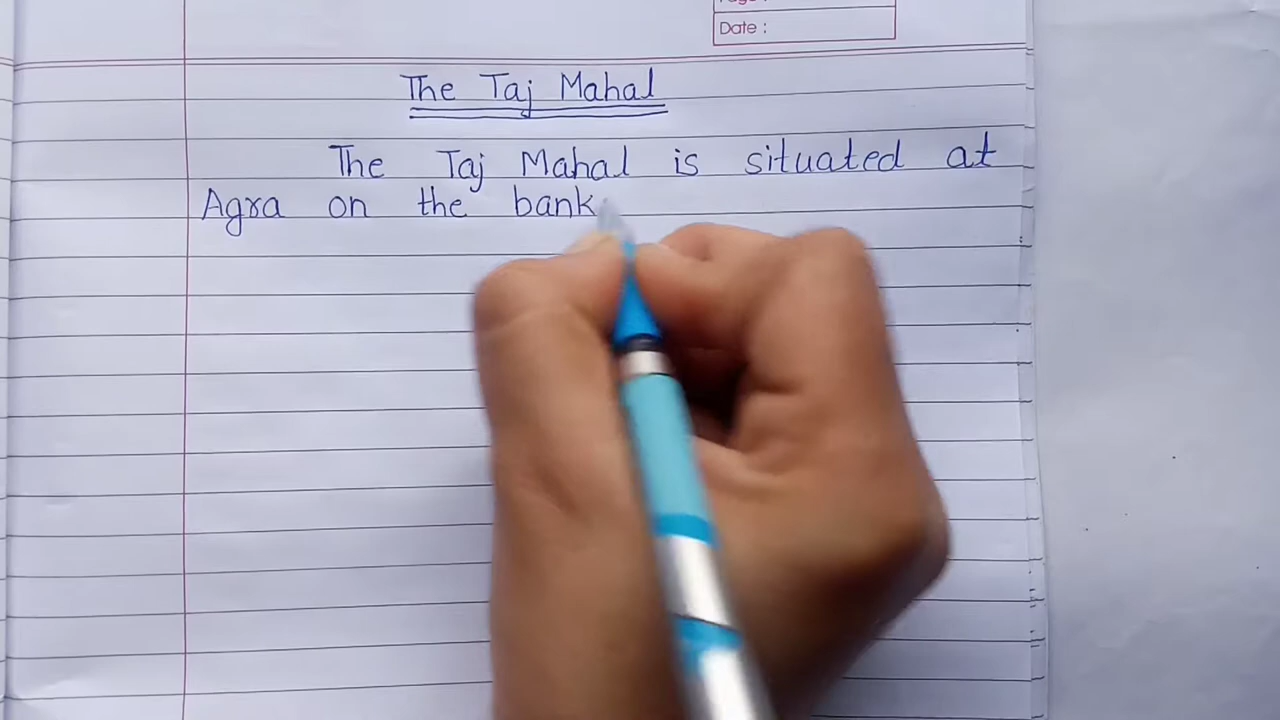 Date :
The Taj Mahal
The Taj Mahal is situated at
Agra on the bank